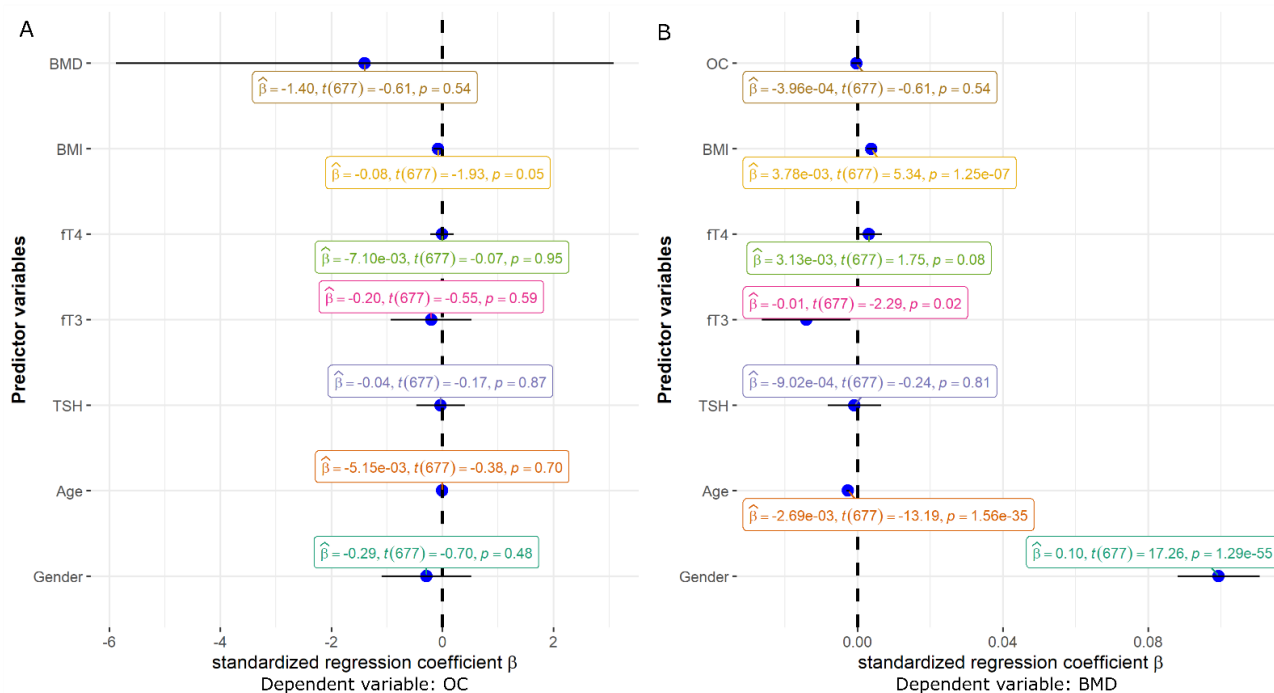 A
Predictor variables
BMD
β̂ = -1.40, t(677) = -0.61, p = 0.54
BMI
β̂ = -0.08, t(677) = -1.93, p = 0.05
fT4
β̂ = -7.10e-03, t(677) = -0.07, p = 0.95
β̂ = -0.20, t(677) = -0.55, p = 0.59
fT3
β̂ = -0.04, t(677) = -0.17, p = 0.87
TSH
β̂ = -5.15e-03, t(677) = -0.38, p = 0.70
Age
β̂ = -0.29, t(677) = -0.70, p = 0.48
Gender
-6 -4 -2 0 2
standardized regression coefficient β
Dependent variable: OC
B
Predictor variables
OC
β̂ = -3.96e-04, t(677) = -0.61, p = 0.54
BMI
β̂ = 3.78e-03, t(677) = 5.34, p = 1.25e-07
fT4
β̂ = 3.13e-03, t(677) = 1.75, p = 0.08
β̂ = -0.01, t(677) = -2.29, p = 0.02
fT3
β̂ = -9.02e-04, t(677) = -0.24, p = 0.81
TSH
Age
β̂ = -2.69e-03, t(677) = -13.19, p = 1.56e-35
β̂ = 0.10, t(677) = 17.26, p = 1.29e-55
Gender
0.00 0.04 0.08
standardized regression coefficient β
Dependent variable: BMD